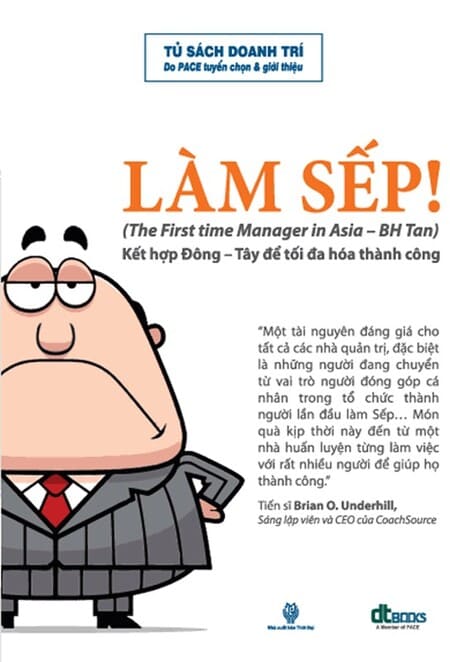 TỦ SÁCH DOANH TRÍ
Do PACE tuyển chọn & giới thiệu
LÀM SẾP!
(The First time Manager in Asia – BH Tan)
Kết hợp Đông – Tây để tối đa hóa thành công
“Một tài nguyên đáng giá cho
tất cả các nhà quản trị, đặc biệt
là những người đang chuyển
từ vai trò người đóng góp cá
nhân trong tổ chức thành
người lần đầu làm Sếp... Món
quà kịp thời này đến từ một
nhà huấn luyện từng làm việc
với rất nhiều người để giúp họ
thành công.”
Tiến sĩ Brian O. Underhill,
Sáng lập viên và CEO của CoachSource
Nhà xuất bản Thời Đại
dtBOOKS
A Member of PACE